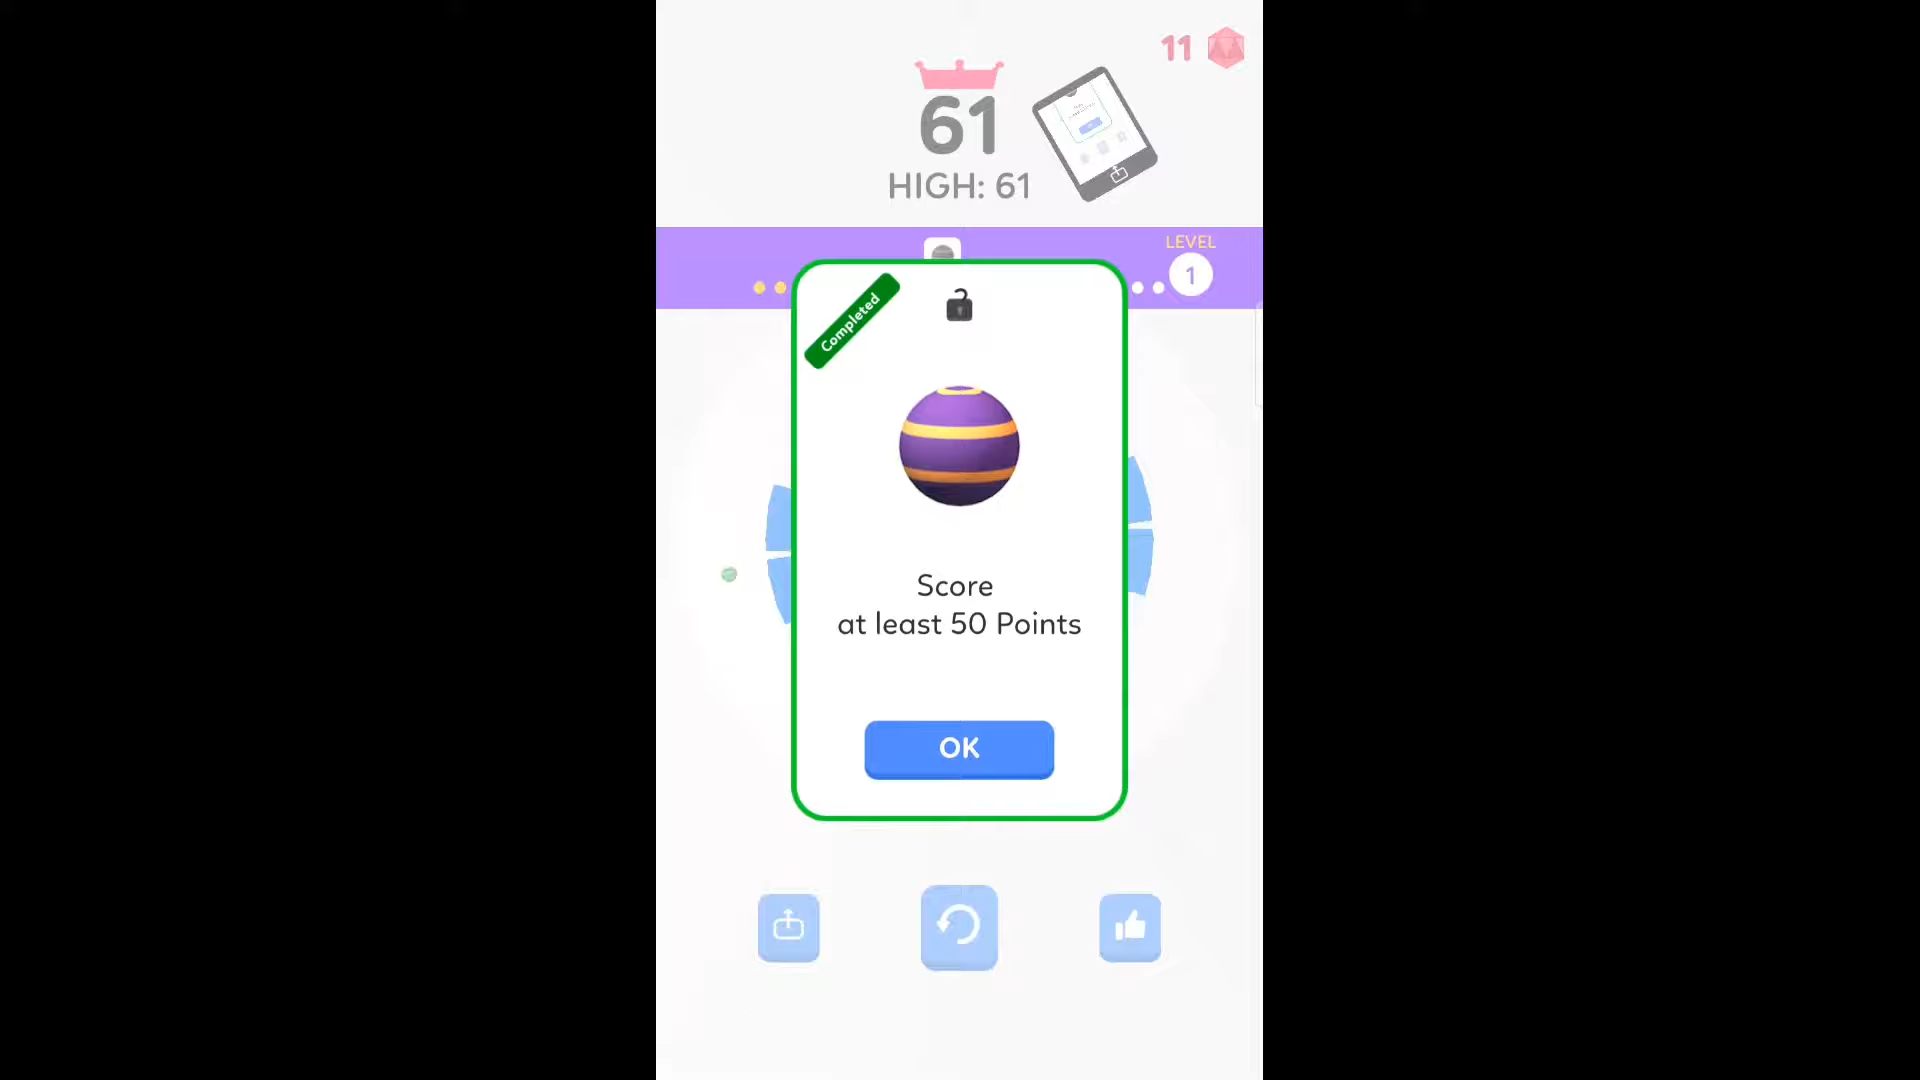 11
61
HIGH: 61
LEVEL
1
Completed
Score
at least 50 Points
OK